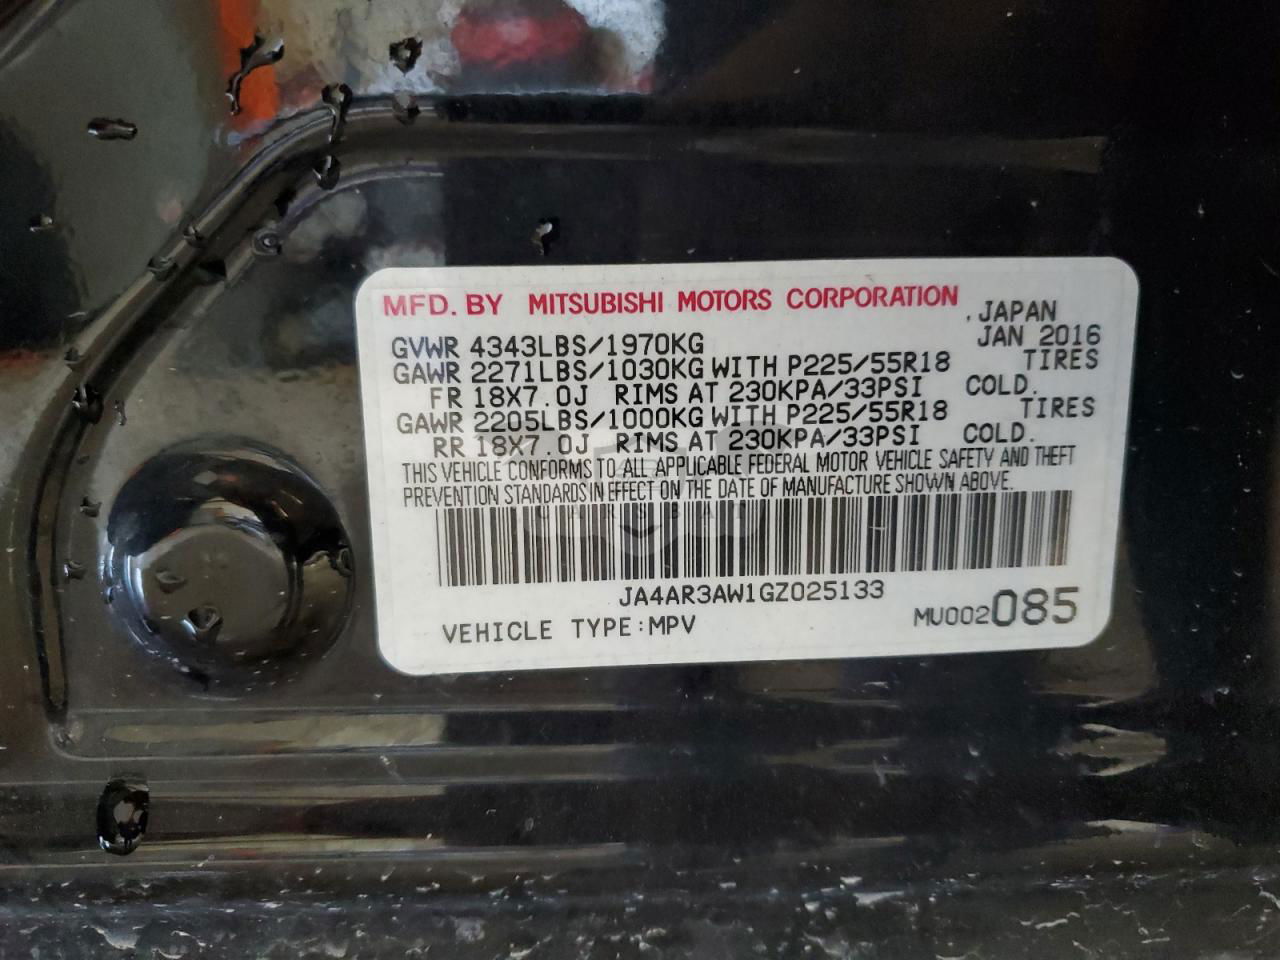 MFD. BY MITSUBISHI MOTORS CORPORATION
JAPAN
GVWR 4343LBS/1970KG JAN 2016
GAWR 2271LBS/1030KG WITH P225/55R18 TIRES
FR 18X7.0J RIMS AT 230KPA/33PSI COLD.
GAWR 2205LBS/1000KG WITH P225/55R18 TIRES
RR 18X7.0J RIMS AT 230KPA/33PSI COLD.
THIS VEHICLE CONFORMS TO ALL APPLICABLE FEDERAL MOTOR VEHICLE SAFETY AND THEFT
PREVENTION STANDARDS IN EFFECT ON THE DATE OF MANUFACTURE SHOWN ABOVE.
CARSBAT
JA4AR3AW1GZ025133
VEHICLE TYPE:MPV MU002085